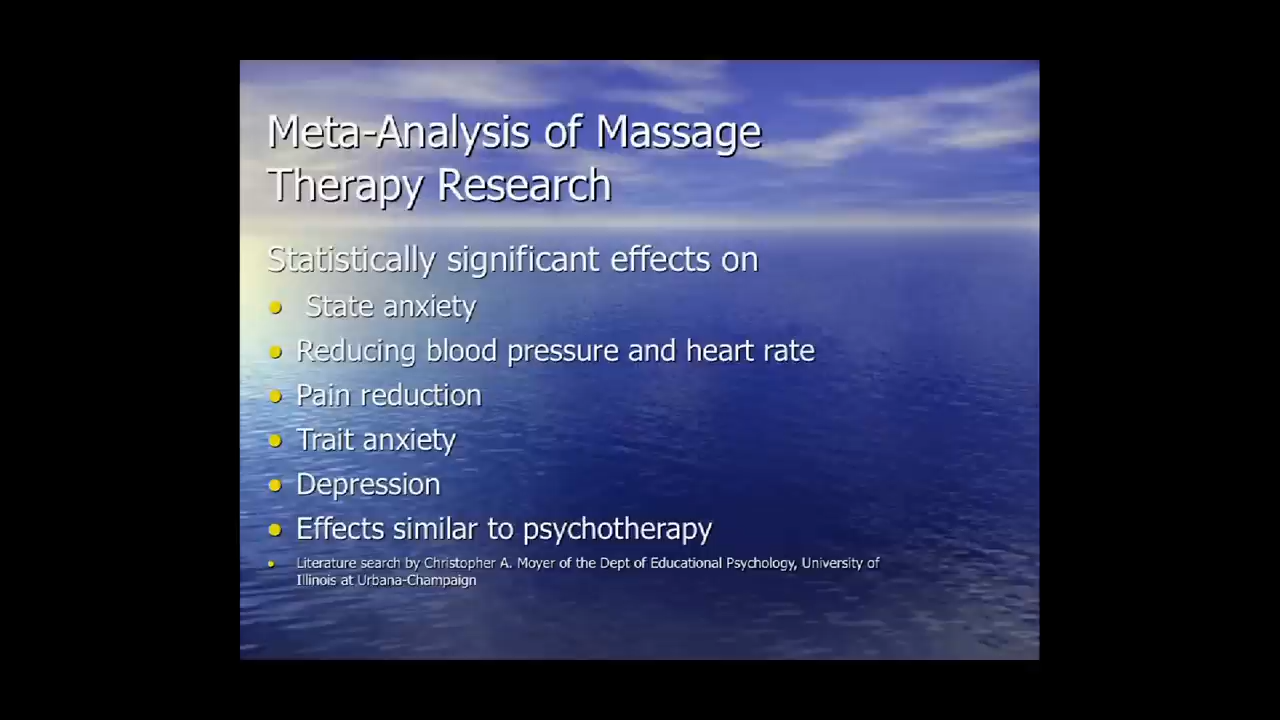 Meta-Analysis of Massage
Therapy Research
Statistically significant effects on
• State anxiety
• Reducing blood pressure and heart rate
• Pain reduction
• Trait anxiety
• Depression
• Effects similar to psychotherapy
• Literature search by Christopher A. Moyer of the Dept of Educational Psychology, University of
Illinois at Urbana-Champaign